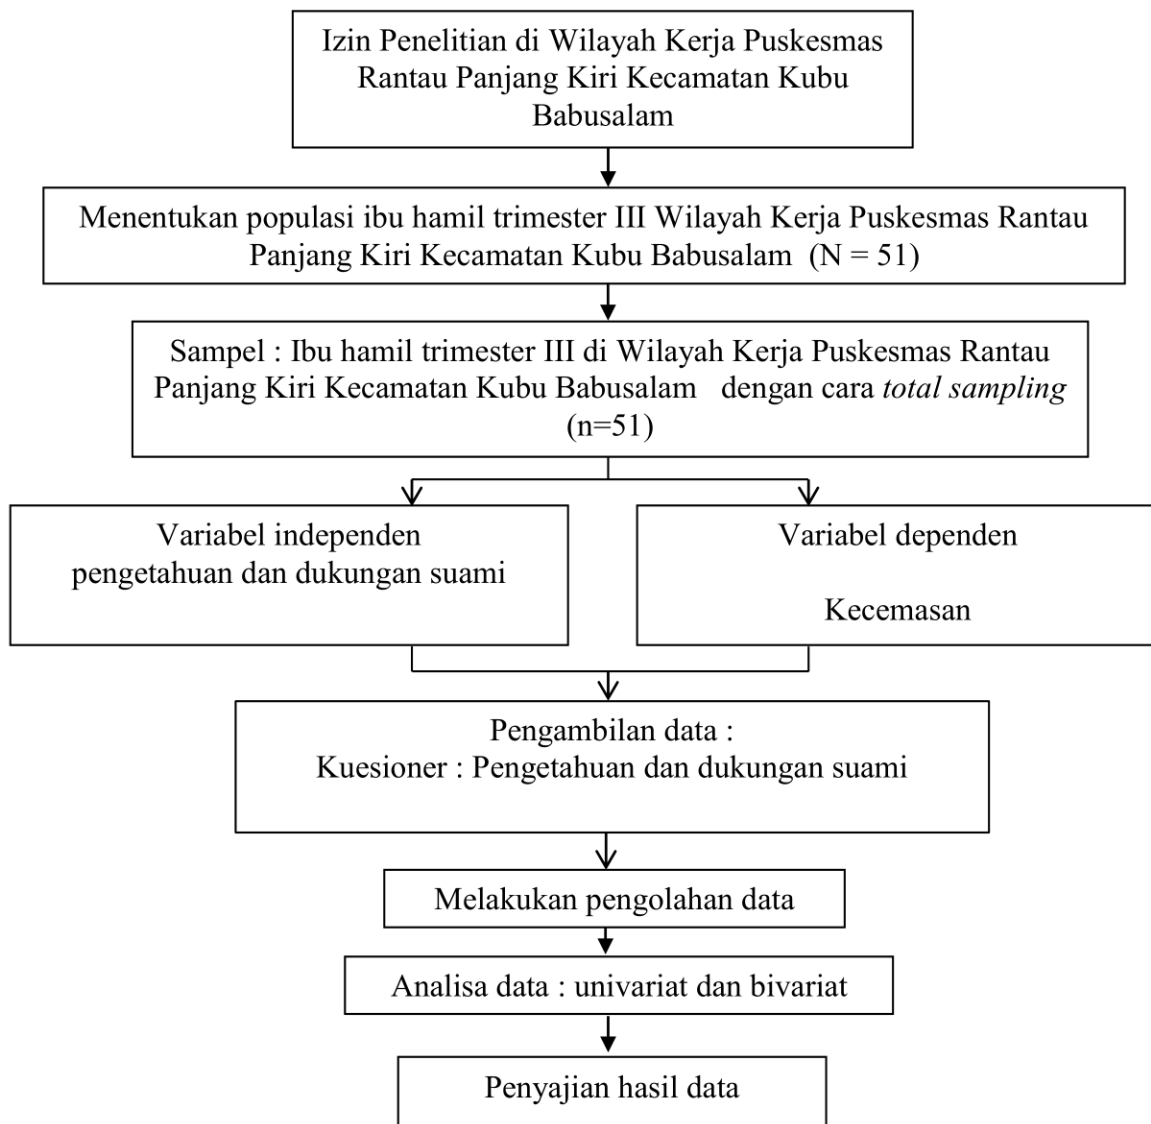 Izin Penelitian di Wilayah Kerja Puskesmas
Rantau Panjang Kiri Kecamatan Kubu
Babusalam
Menentukan populasi ibu hamil trimester III Wilayah Kerja Puskesmas Rantau
Panjang Kiri Kecamatan Kubu Babusalam (N = 51)
Sampel : Ibu hamil trimester III di Wilayah Kerja Puskesmas Rantau
Panjang Kiri Kecamatan Kubu Babusalam dengan cara total sampling
(n=51)
Variabel independen
pengetahuan dan dukungan suami
Variabel dependen
Kecemasan
Pengambilan data :
Kuesioner : Pengetahuan dan dukungan suami
Melakukan pengolahan data
Analisa data : univariat dan bivariat
Penyajian hasil data